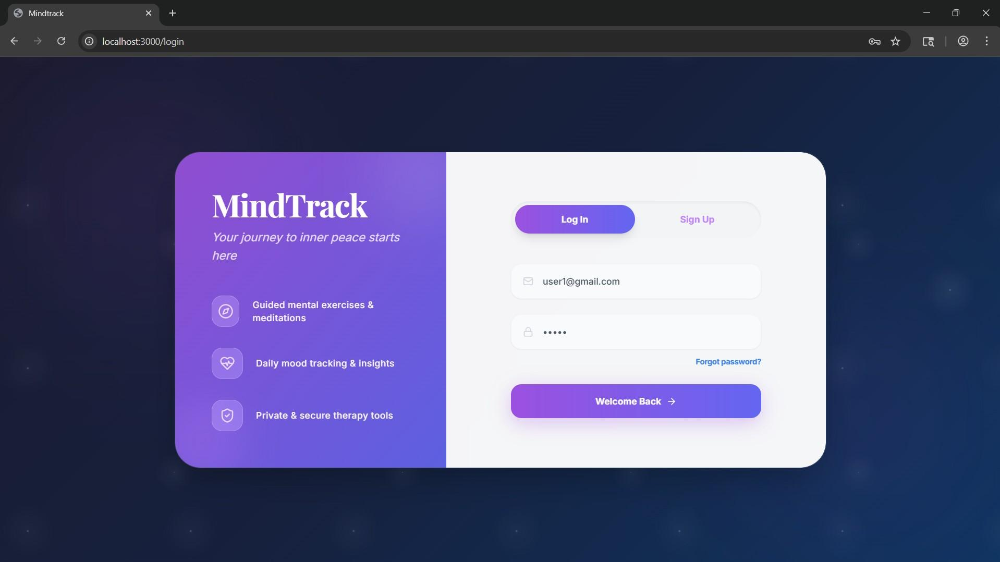 Mindtrack
localhost:3000/login
MindTrack
Your journey to inner peace starts
here
Guided mental exercises &
meditations
Daily mood tracking & insights
Private & secure therapy tools
Log In
Sign Up
user1@gmail.com
•••••
Forgot password?
Welcome Back →